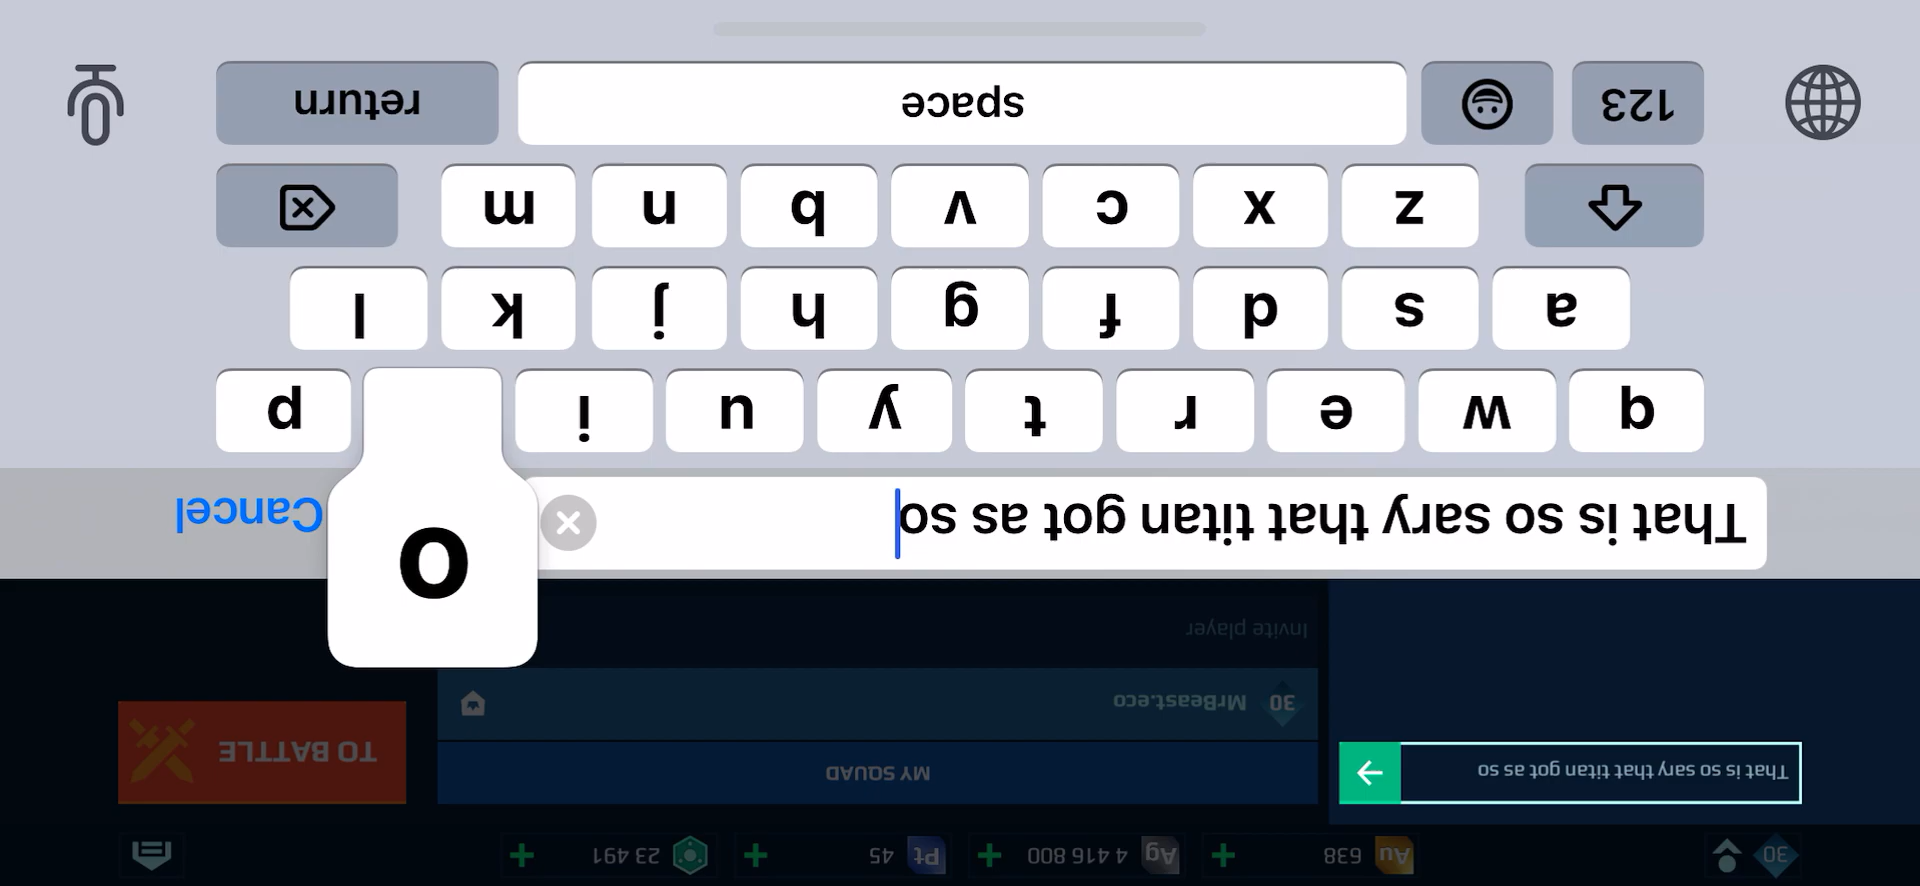 30
Au 638
Ag 4 416 800
Pt 45
23 491
That is so sary that titan got as so
MY SQUAD
30 MrBeast.eco
Invite player
TO BATTLE
That is so sary that titan got as so
Cancel
q w e r t y u i o p
a s d f g h j k l
z x c v b n m
123 space return